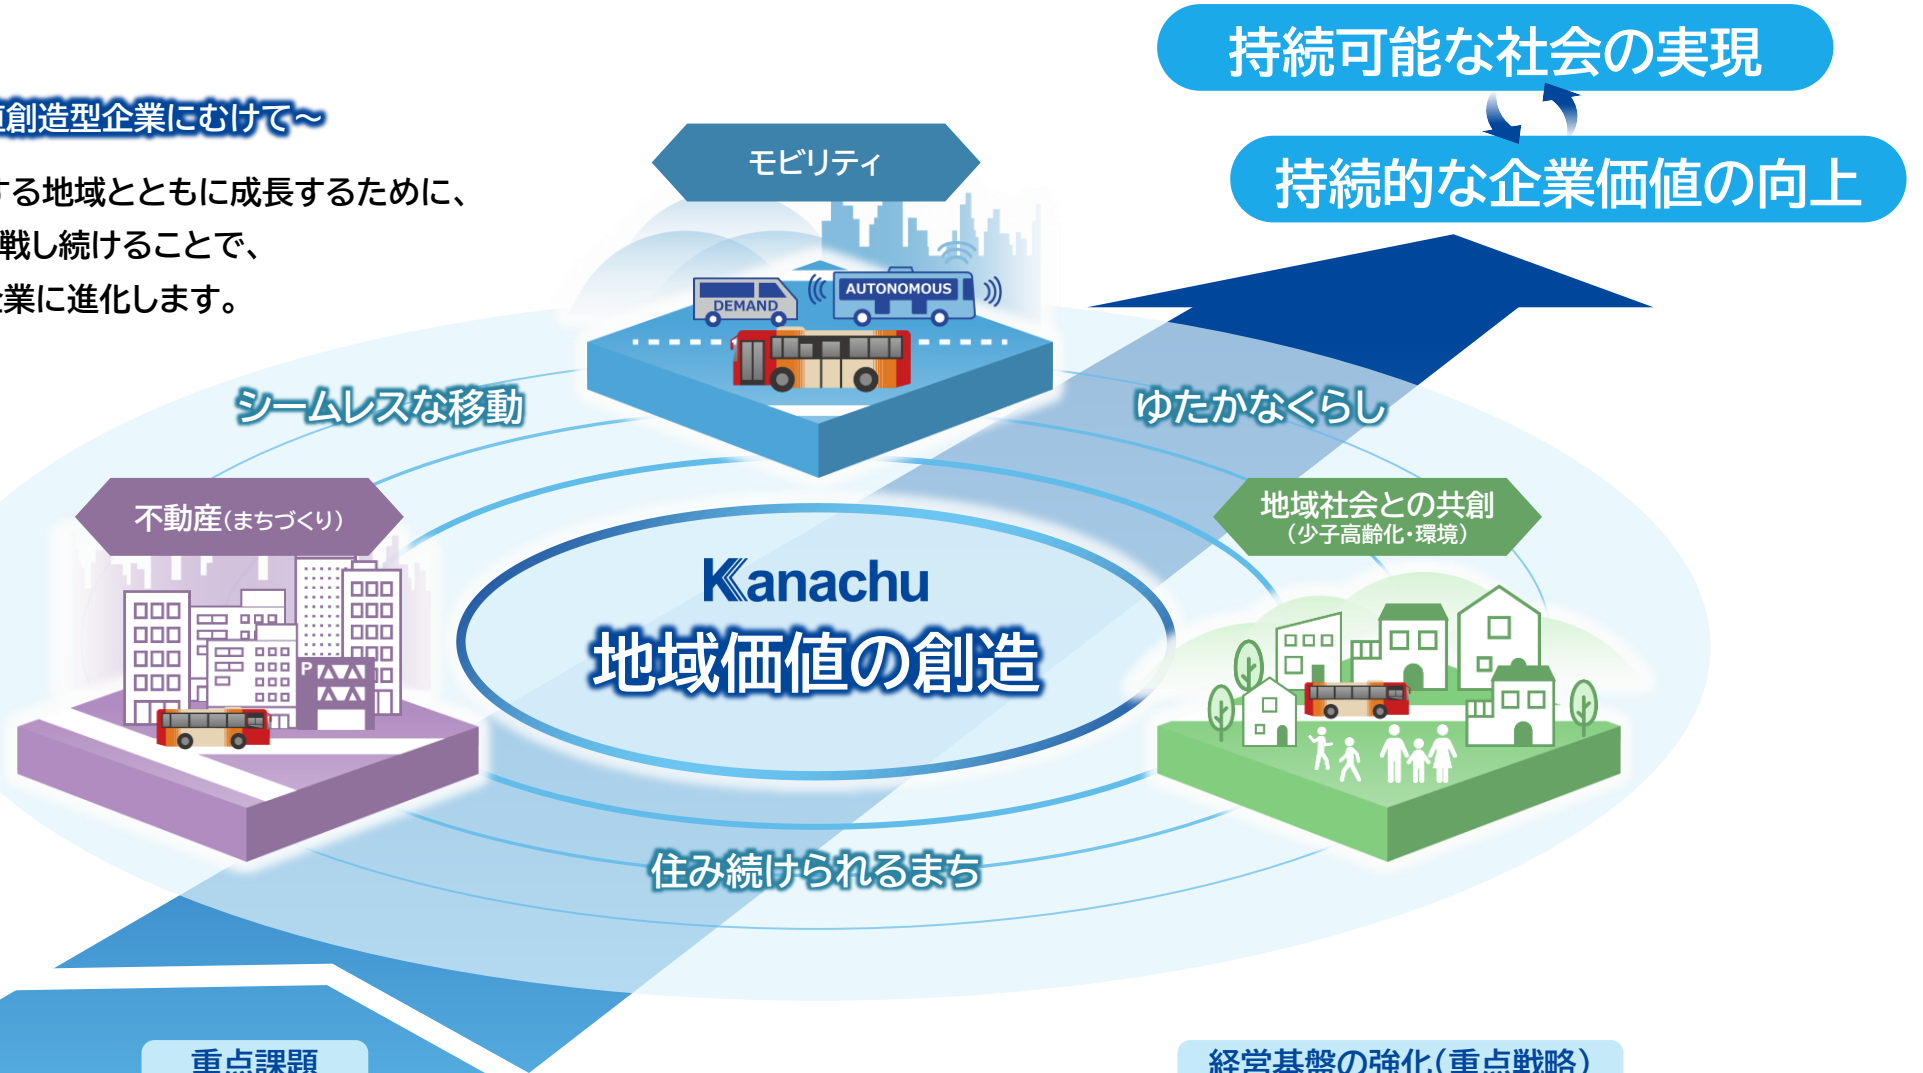 持続可能な社会の実現
持続的な企業価値の向上
創造型企業にむけて～
する地域とともに成長するために、
戦し続けることで、
企業に進化します。
モビリティ
DEMAND
AUTONOMOUS
シームレスな移動
ゆたかなくらし
不動産(まちづくり)
P
地域社会との共創
(少子高齢化・環境)
Kanachu
地域価値の創造
住み続けられるまち
重点課題
経営基盤の強化(重点戦略)